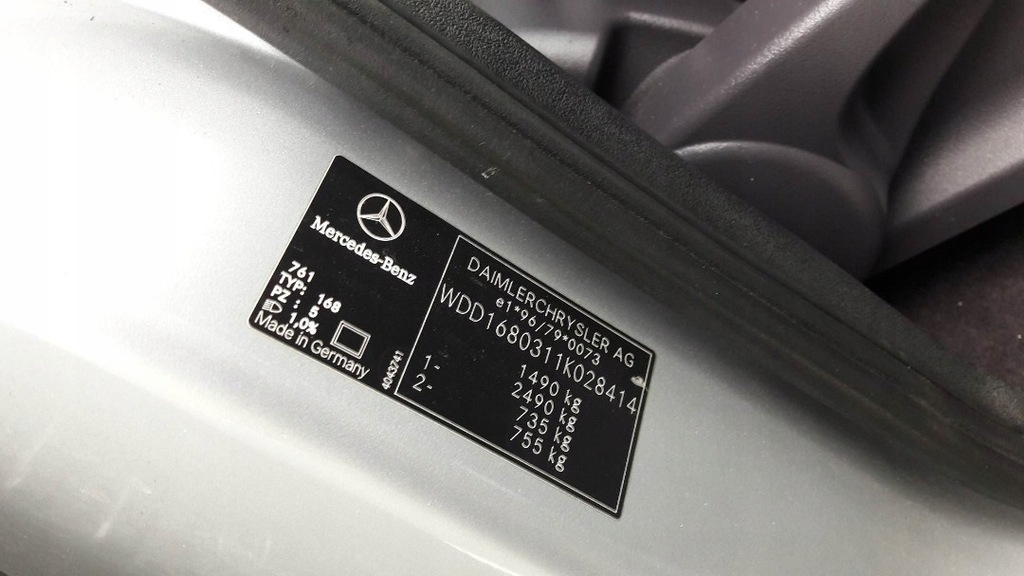 Mercedes-Benz
761
TYP: 168
PZ : 5
1,0%
Made in Germany
4043741
DAIMLERCHRYSLER AG
e1*96/79*0073
WDD1680311K028414
1490 kg
2490 kg
1- 735 kg
2- 755 kg